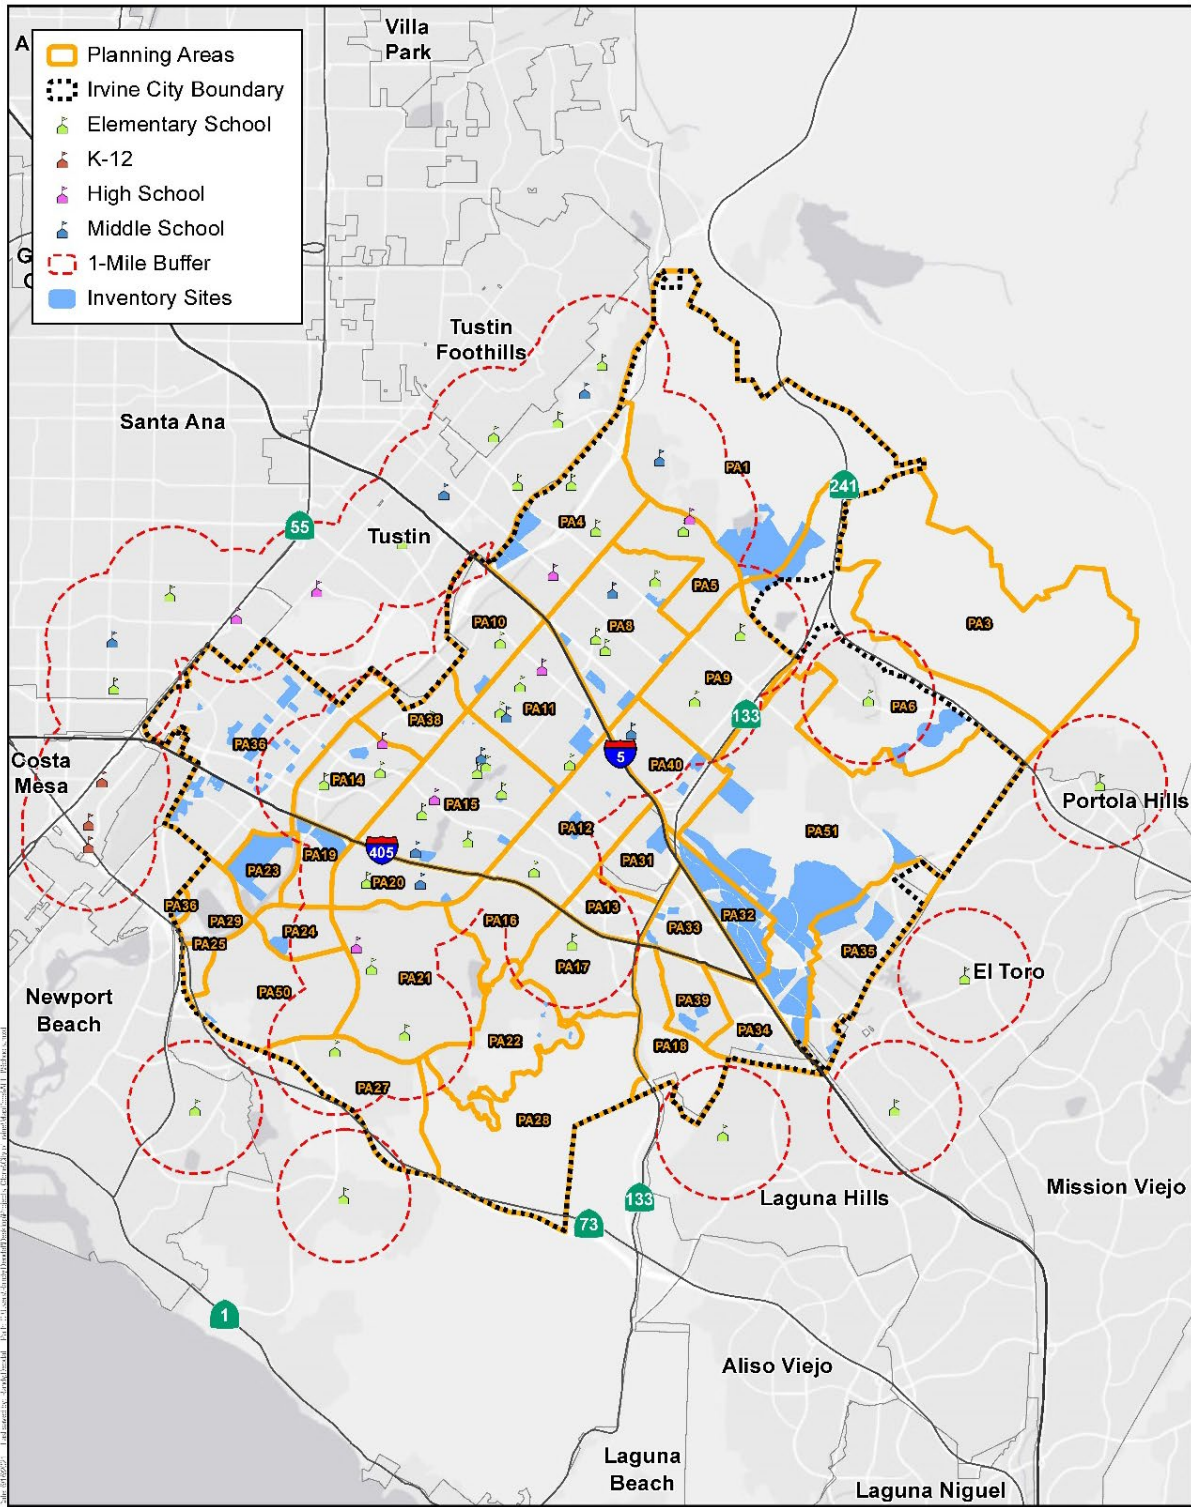 A
Planning Areas
Irvine City Boundary
Elementary School
K-12
High School
Middle School
1-Mile Buffer
Inventory Sites
G
Villa
Park
Tustin
Foothills
Santa Ana
55
Tustin
241
PA1
PA4
PA5
PA3
PA10
PA8
PA9
PA6
133
PA38
PA11
PA36
5
PA40
Costa
Mesa
PA14
PA15
Portola Hills
PA12
PA51
405
PA19
PA31
PA23
PA20
PA36
PA29
PA24
PA16
PA13
PA33
PA32
PA25
PA35
PA21
PA17
El Toro
Newport
Beach
PA50
PA39
PA22
PA18
PA34
PA27
PA28
Laguna Hills
Mission Viejo
133
73
1
Aliso Viejo
Laguna
Beach
Laguna Niguel